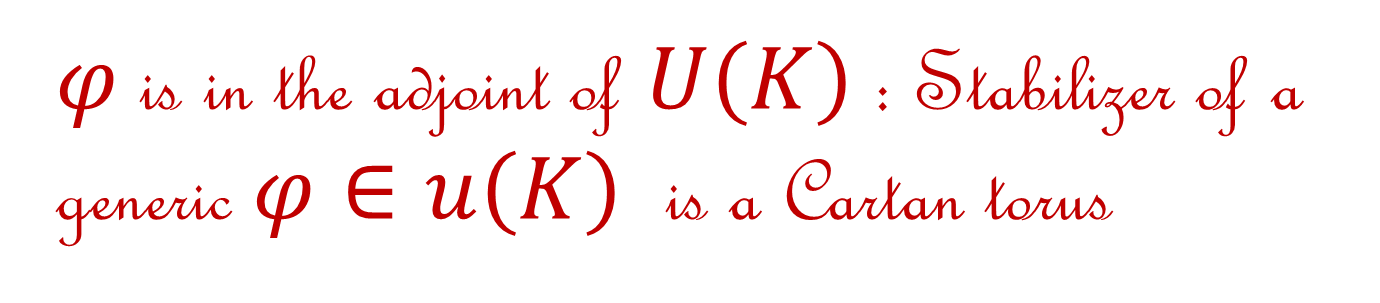 φ is in the adjoint of U(K) : Stabilizer of a
generic φ ∈ u(K) is a Cartan torus